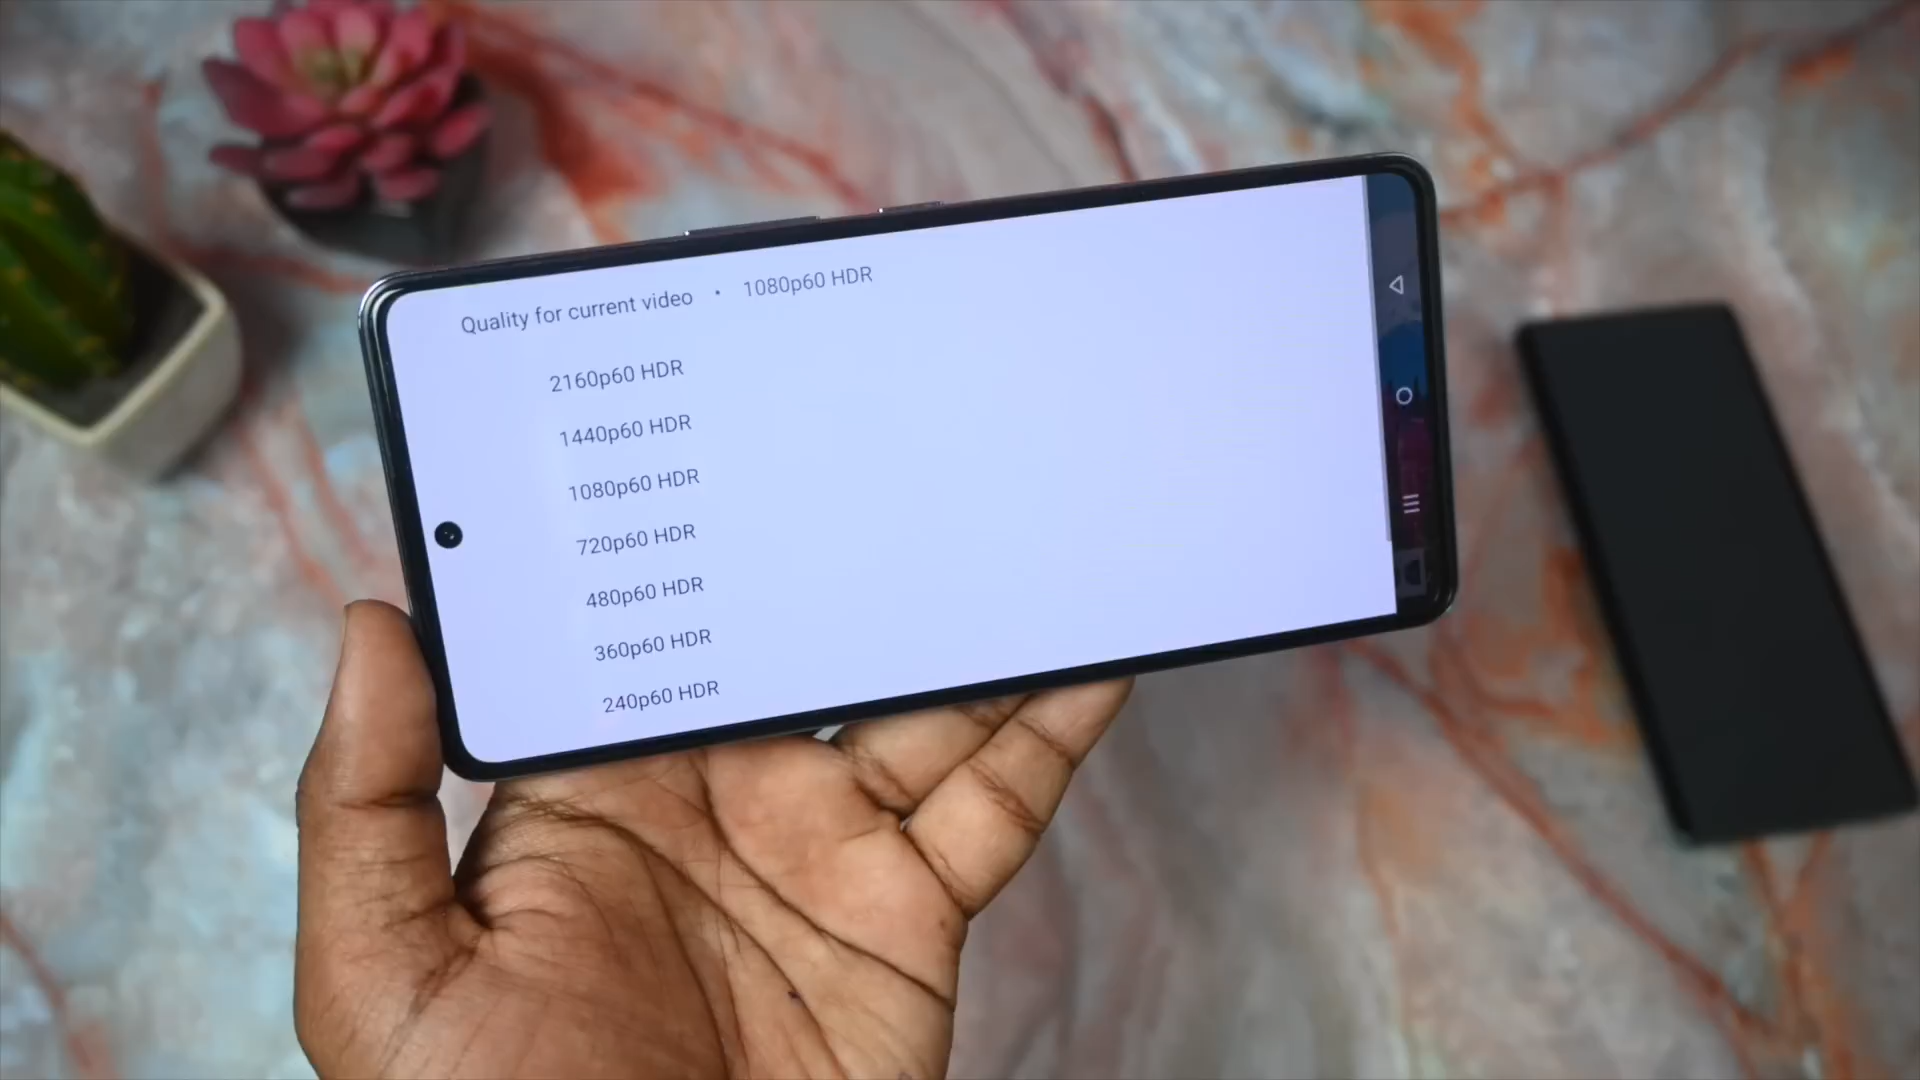 Quality for current video • 1080p60 HDR
2160p60 HDR
1440p60 HDR
1080p60 HDR
720p60 HDR
480p60 HDR
360p60 HDR
240p60 HDR